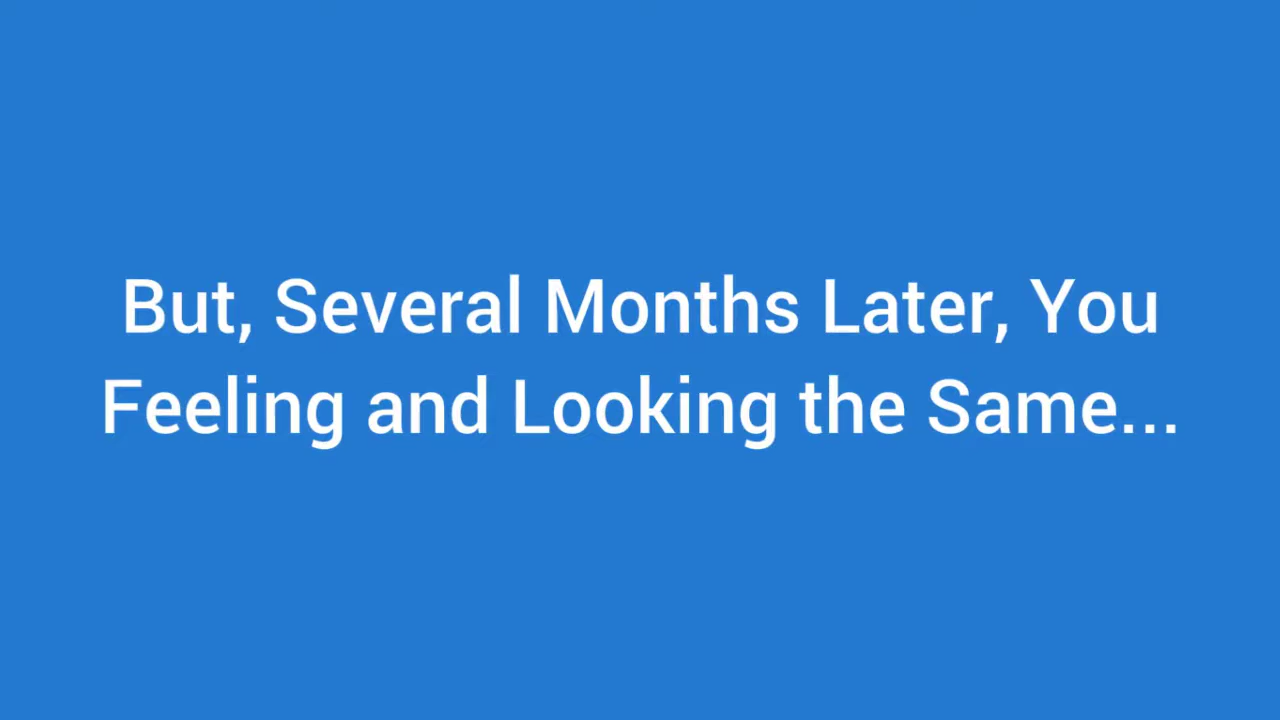 But, Several Months Later, You
Feeling and Looking the Same...